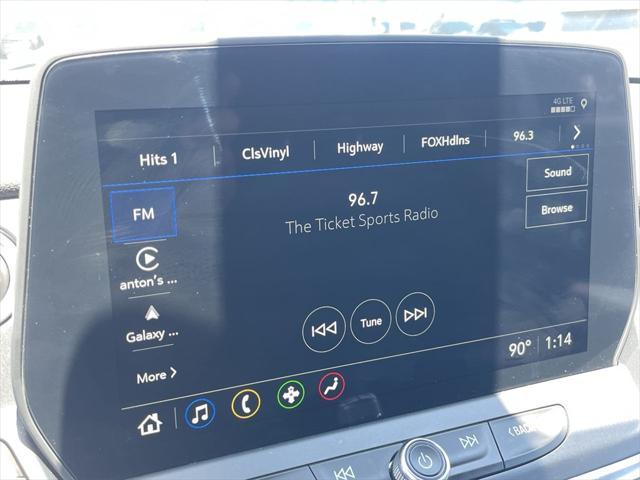 4G LTE
Hits 1 ClsVinyl Highway FOXHdlns 96.3
FM
96.7
The Ticket Sports Radio
Sound
Browse
anton's ...
Galaxy ...
Tune
More
90° 1:14
BACK